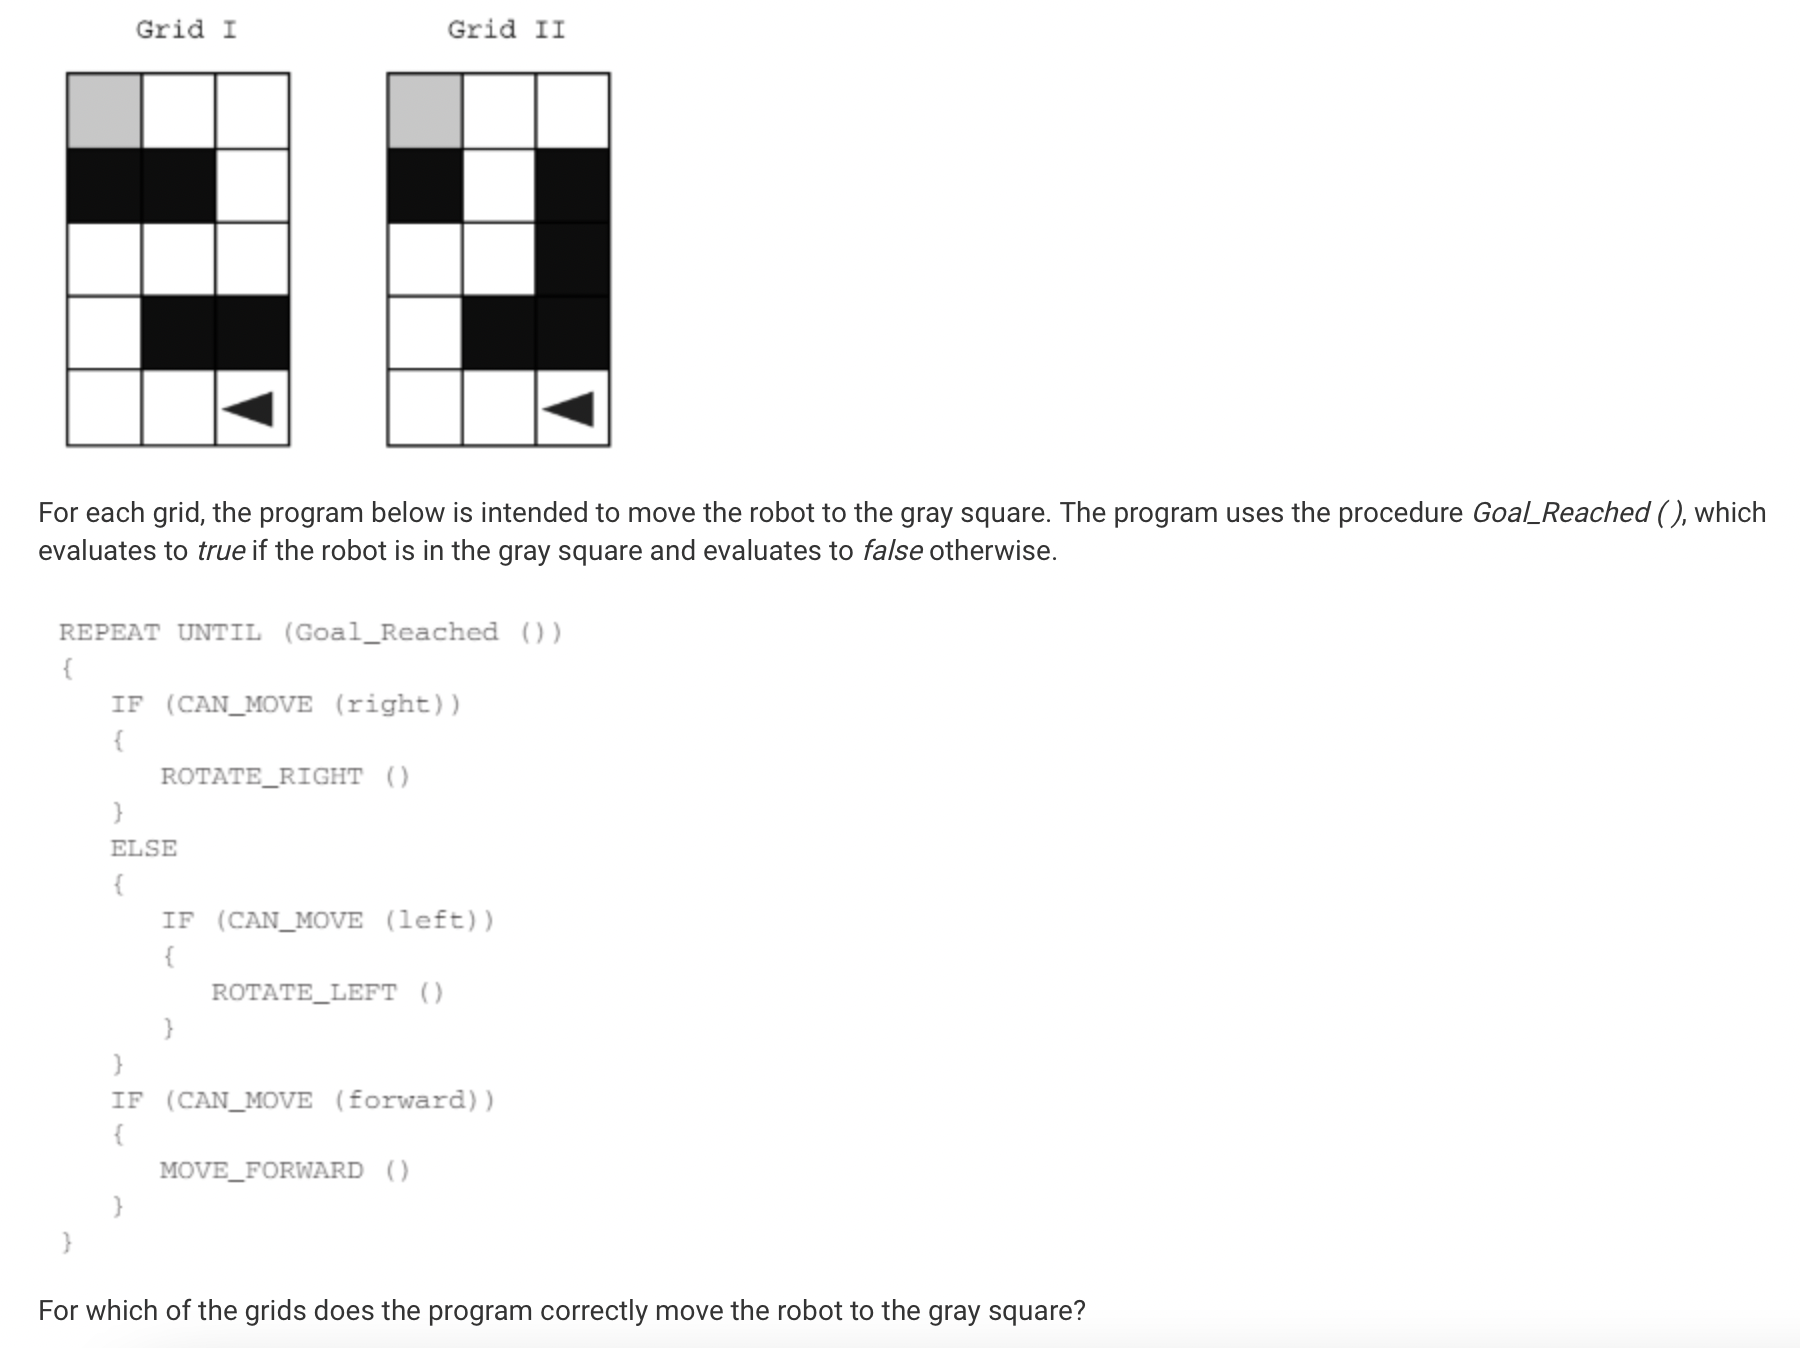 Grid I Grid II
For each grid, the program below is intended to move the robot to the gray square. The program uses the procedure Goal_Reached ( ), which
evaluates to true if the robot is in the gray square and evaluates to false otherwise.
REPEAT UNTIL (Goal_Reached ())
{
IF (CAN_MOVE (right))
{
ROTATE_RIGHT ()
}
ELSE
{
IF (CAN_MOVE (left))
{
ROTATE_LEFT ()
}
}
IF (CAN_MOVE (forward))
{
MOVE_FORWARD ()
}
}
For which of the grids does the program correctly move the robot to the gray square?